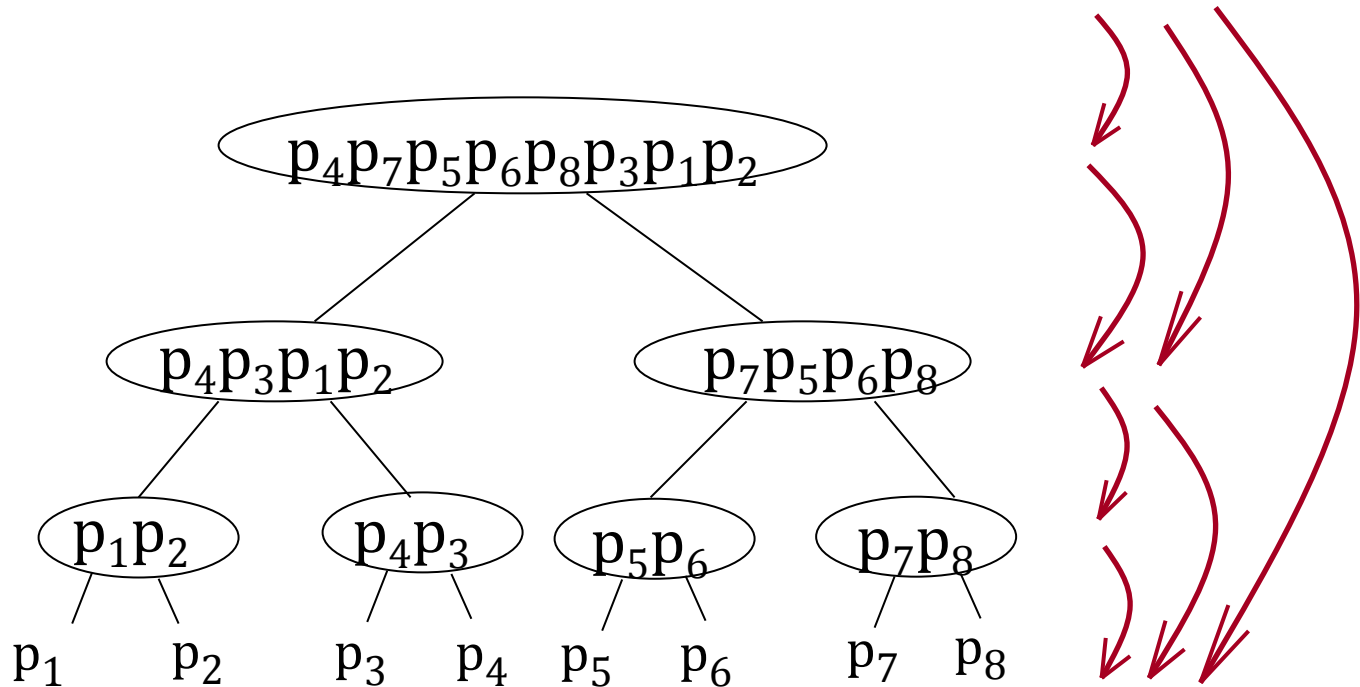 p₄p₇p₅p₆p₈p₃p₁p₂
p₄p₃p₁p₂ p₇p₅p₆p₈
p₁p₂ p₄p₃ p₅p₆ p₇p₈
p₁ p₂ p₃ p₄ p₅ p₆ p₇ p₈